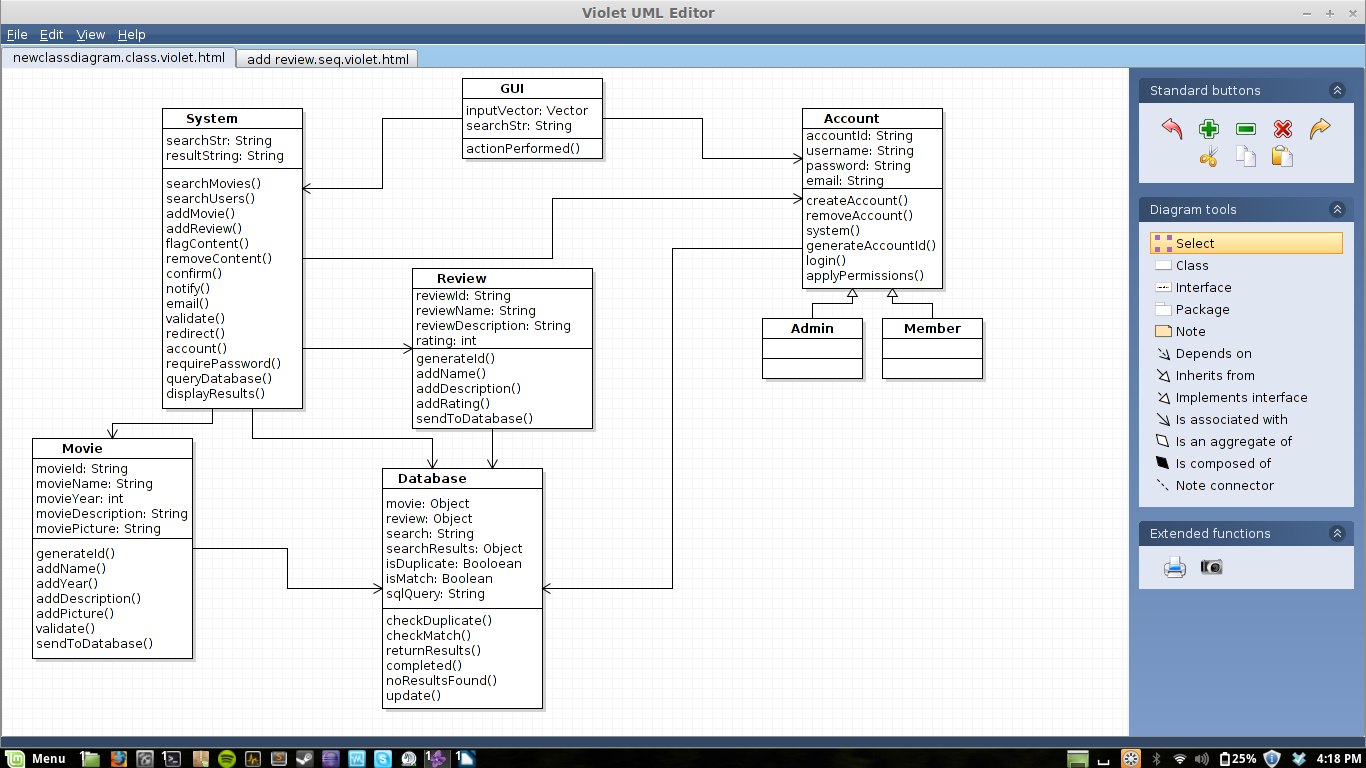 Violet UML Editor
File Edit View Help
newclassdiagram.class.violet.html
add review.seq.violet.html
GUI
inputVector: Vector
searchStr: String
actionPerformed()
System
searchStr: String
resultString: String
searchMovies()
searchUsers()
addMovie()
addReview()
flagContent()
removeContent()
confirm()
notify()
email()
validate()
redirect()
account()
requirePassword()
queryDatabase()
displayResults()
Account
accountId: String
username: String
password: String
email: String
createAccount()
removeAccount()
system()
generateAccountId()
login()
applyPermissions()
Review
reviewId: String
reviewName: String
reviewDescription: String
rating: int
generateId()
addName()
addDescription()
addRating()
sendToDatabase()
Admin
Member
Movie
movieId: String
movieName: String
movieYear: int
movieDescription: String
moviePicture: String
generateId()
addName()
addYear()
addDescription()
addPicture()
validate()
sendToDatabase()
Database
movie: Object
review: Object
search: String
searchResults: Object
isDuplicate: Booloean
isMatch: Boolean
sqlQuery: String
checkDuplicate()
checkMatch()
returnResults()
completed()
noResultsFound()
update()
Standard buttons
Diagram tools
Select
Class
Interface
Package
Note
Depends on
Inherits from
Implements interface
Is associated with
Is an aggregate of
Is composed of
Note connector
Extended functions
Menu
25%
4:18 PM